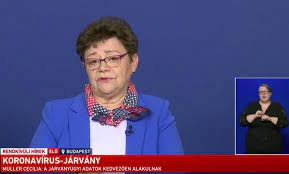 RENDKÍVÜLI HÍREK ÉLŐ BUDAPEST
KORONAVÍRUS-JÁRVÁNY
MÜLLER CECÍLIA: A JÁRVÁNYÜGYI ADATOK KEDVEZŐEN ALAKULNAK